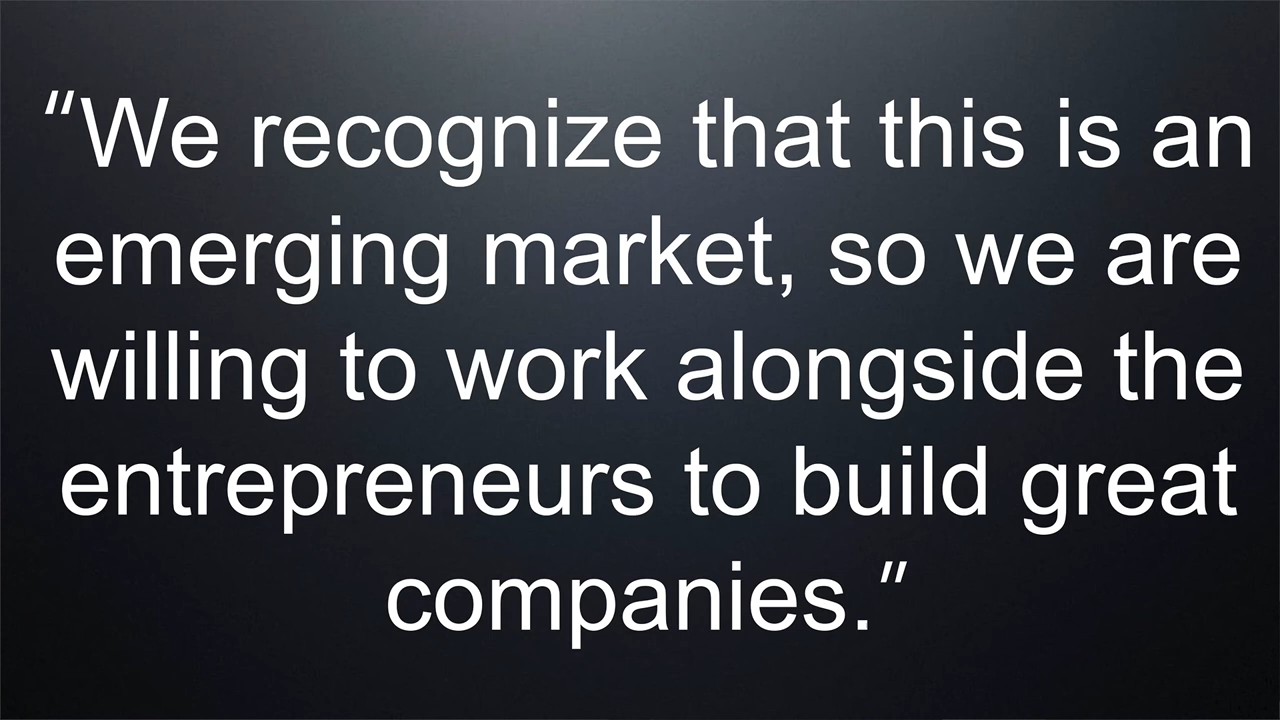 “We recognize that this is an
emerging market, so we are
willing to work alongside the
entrepreneurs to build great
companies.”